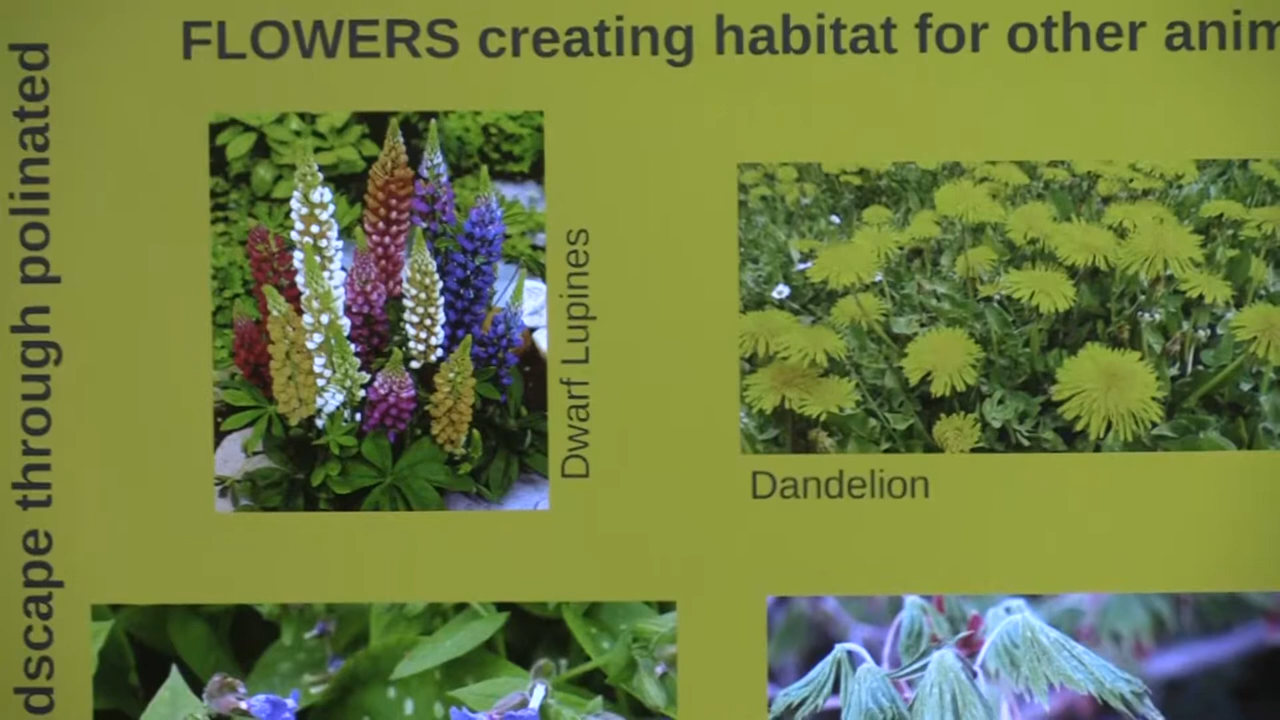 FLOWERS creating habitat for other anim
dscape through polinated
Dwarf Lupines
Dandelion